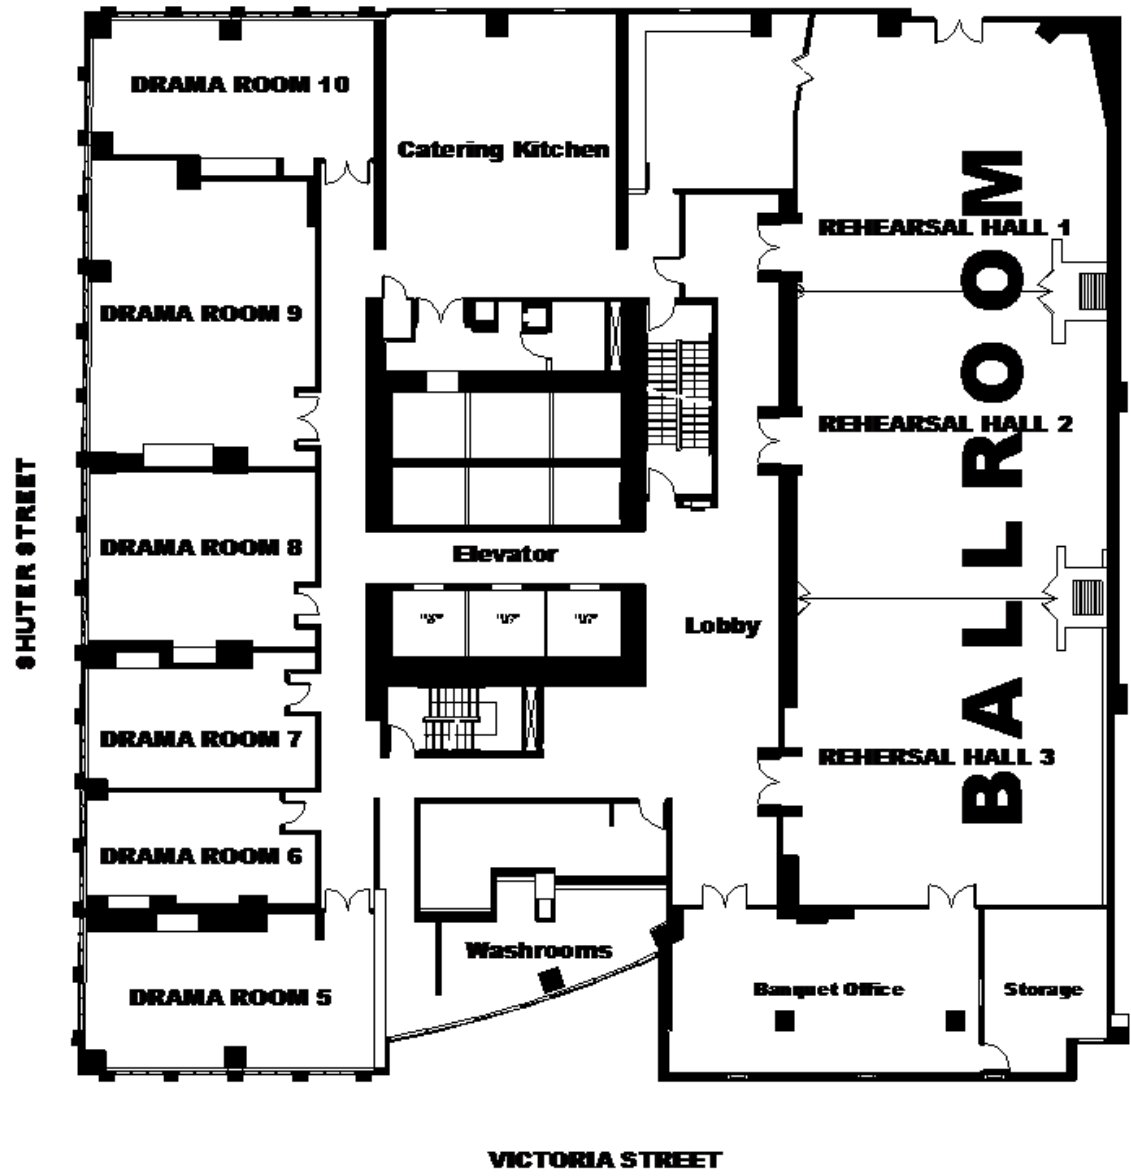 DRAMA ROOM 10
Catering Kitchen
REHEARSAL HALL 1
DRAMA ROOM 9
REHEARSAL HALL 2
BALLROOM
SHUTER STREET
DRAMA ROOM 8
Elevator
Lobby
DRAMA ROOM 7
REHERSAL HALL 3
DRAMA ROOM 6
Washrooms
DRAMA ROOM 5
Banquet Office
Storage
VICTORIA STREET